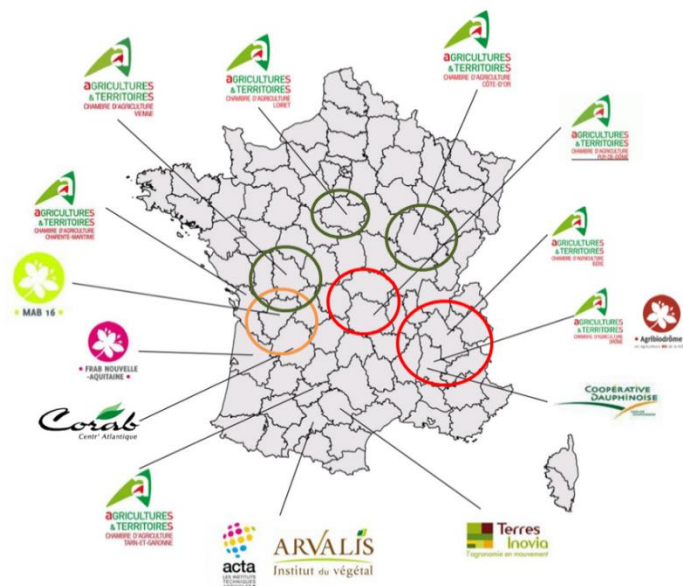 AGRICULTURES
& TERRITOIRES
CHAMBRE D'AGRICULTURE
VIENNE
AGRICULTURES
& TERRITOIRES
CHAMBRE D'AGRICULTURE
LOIRET
AGRICULTURES
& TERRITOIRES
CHAMBRE D'AGRICULTURE
CÔTE-D'OR
AGRICULTURES
& TERRITOIRES
CHAMBRE D'AGRICULTURE
PUY-DE-DÔME
AGRICULTURES
& TERRITOIRES
CHAMBRE D'AGRICULTURE
CHARENTE-MARITIME
AGRICULTURES
& TERRITOIRES
CHAMBRE D'AGRICULTURE
ISÈRE
MAB 16
AGRICULTURES
& TERRITOIRES
CHAMBRE D'AGRICULTURE
DRÔME
Agribiodrôme
FRAB NOUVELLE
-AQUITAINE
COOPÉRATIVE
DAUPHINOISE
Corab
Centr' Atlantique
AGRICULTURES
& TERRITOIRES
CHAMBRE D'AGRICULTURE
TARN-ET-GARONNE
acta
LES INSTITUTS
TECHNIQUES
ARVALIS
Institut du végétal
Terres
Inovia
l'agronomie en mouvement